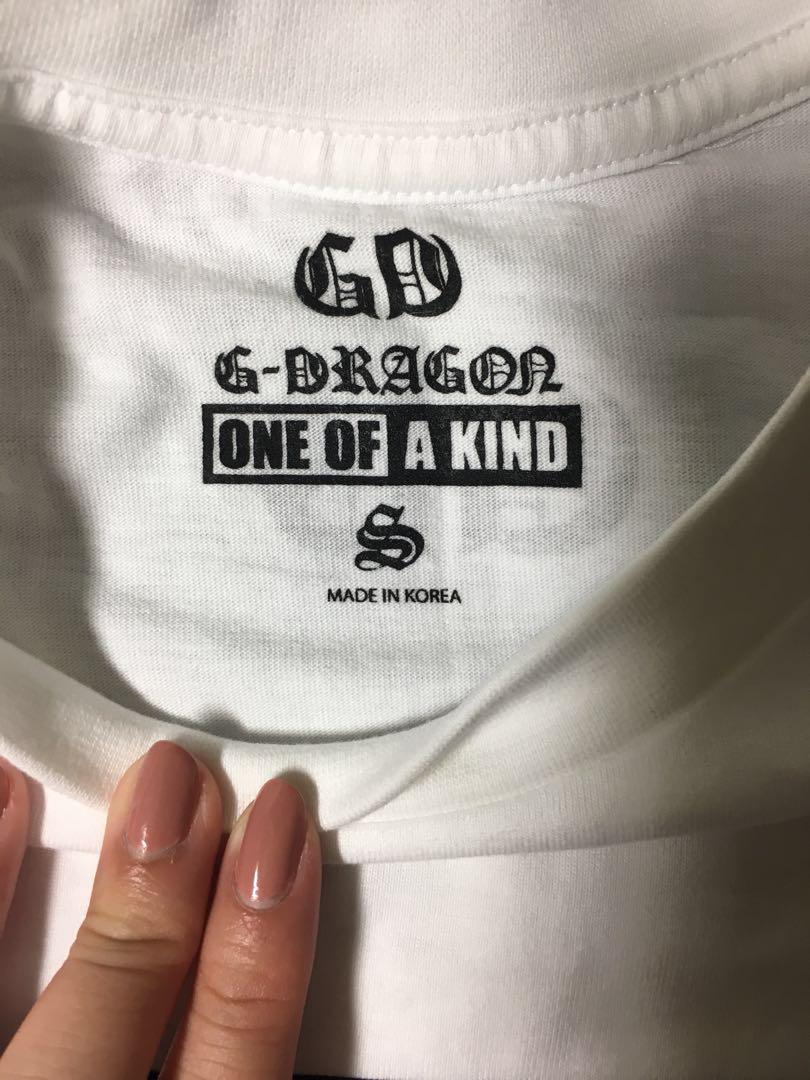 GD
G-DRAGON
ONE OF A KIND
S
MADE IN KOREA